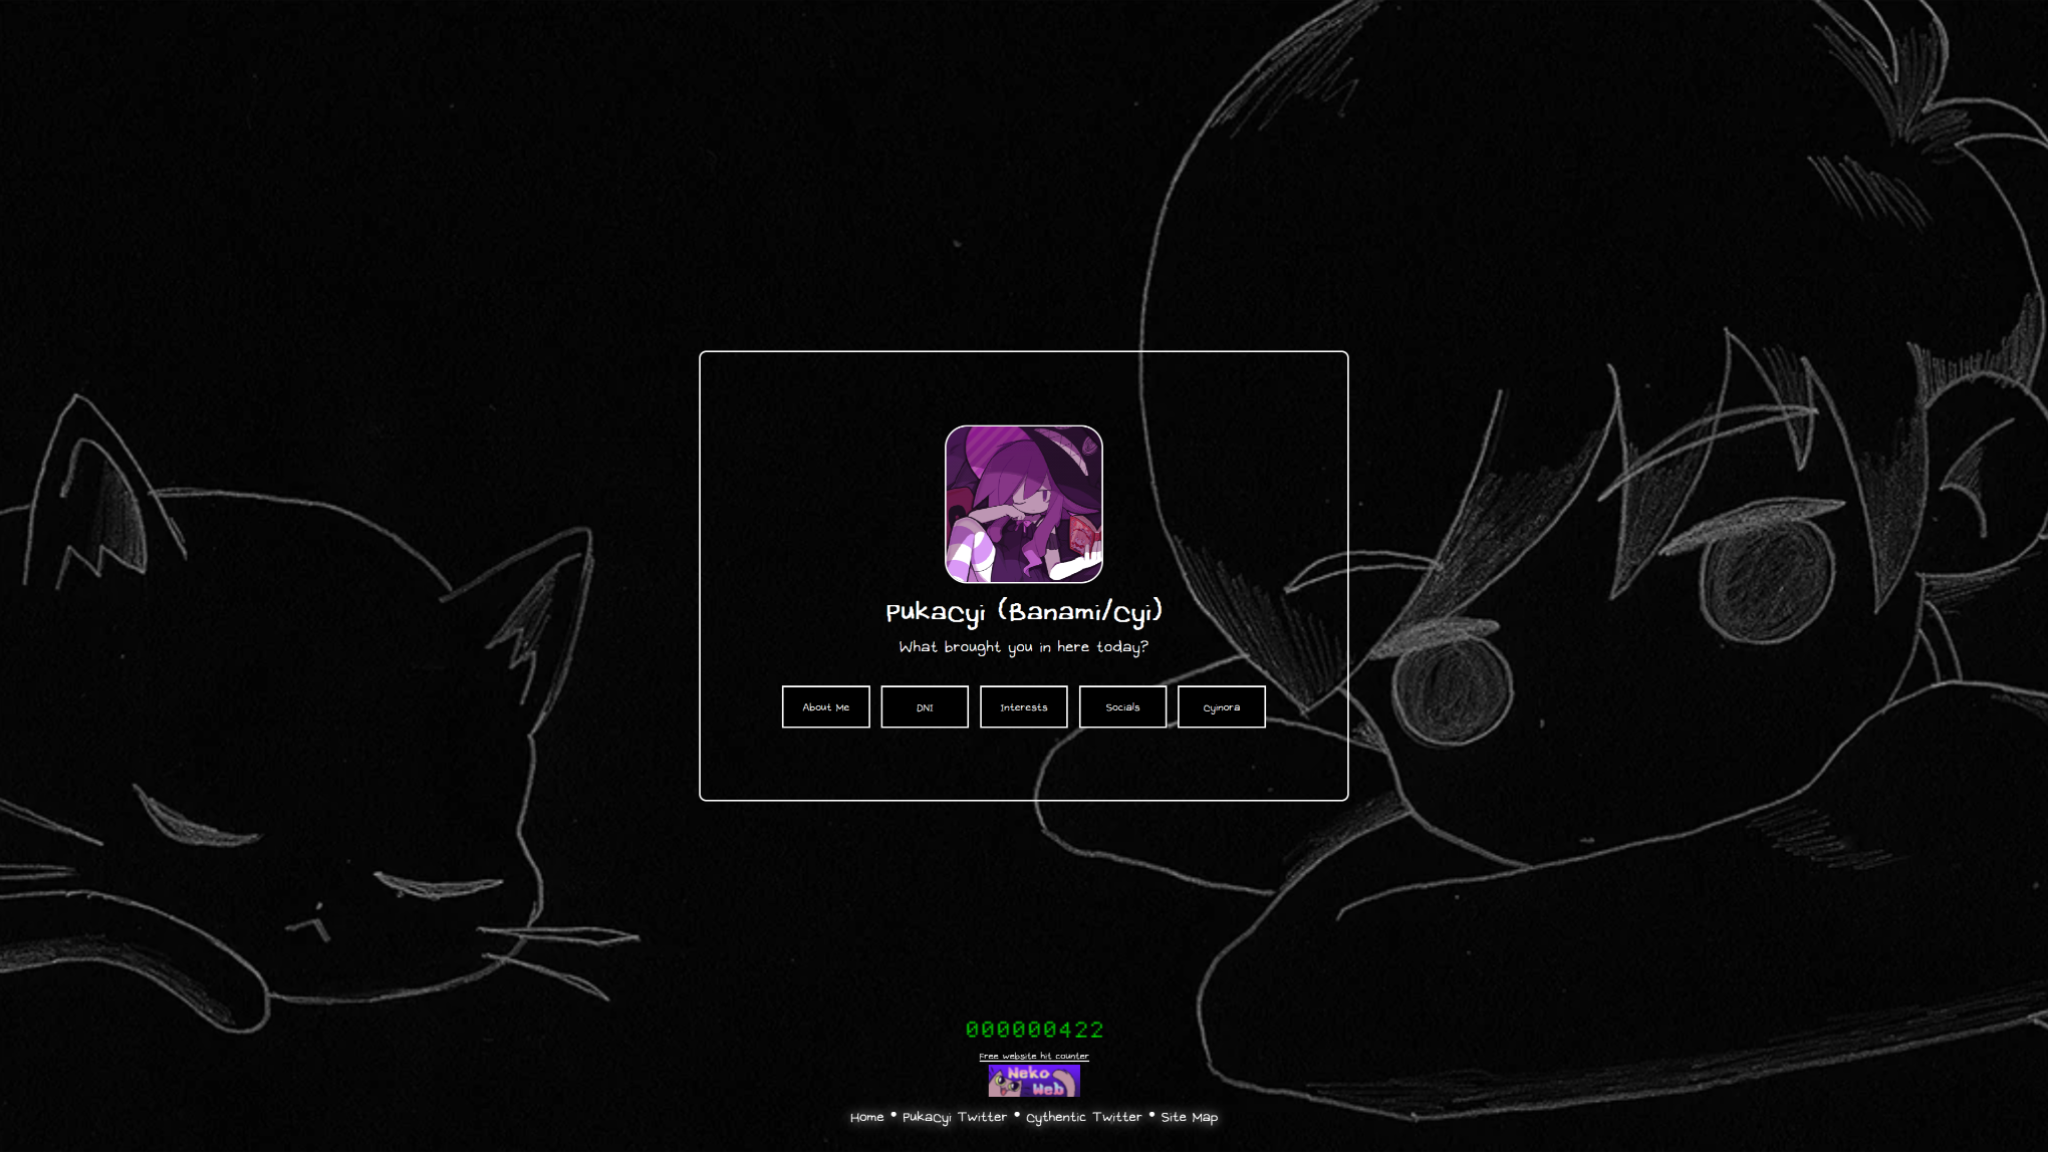 PukaCyi (Banami/Cyi)
What brought you in here today?
About Me
DNI
Interests
Socials
Cyinora
000000422
Free website hit counter
Neko
Web
Home • PukaCyi Twitter • Cythentic Twitter • Site Map